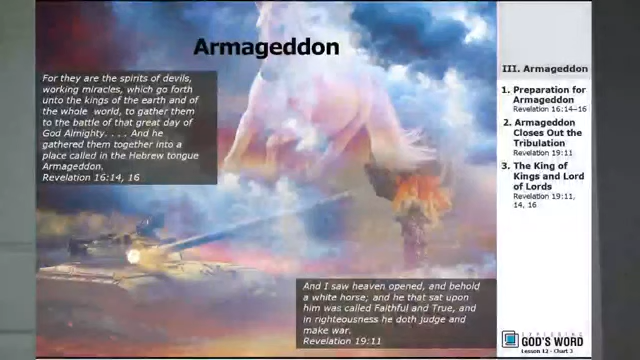 Armageddon
For they are the spirits of devils,
working miracles, which go forth
unto the kings of the earth and of
the whole world, to gather them
to the battle of that great day of
God Almighty. . . . And he
gathered them together into a
place called in the Hebrew tongue
Armageddon.
Revelation 16:14, 16
And I saw heaven opened, and behold
a white horse; and he that sat upon
him was called Faithful and True, and
in righteousness he doth judge and
make war.
Revelation 19:11
III. Armageddon
1. Preparation for
Armageddon
Revelation 16:14–16
2. Armageddon
Closes Out the
Tribulation
Revelation 19:11
3. The King of
Kings and Lord
of Lords
Revelation 19:11,
14, 16
EXPLORING
GOD'S WORD
Lesson 12 - Chart 3